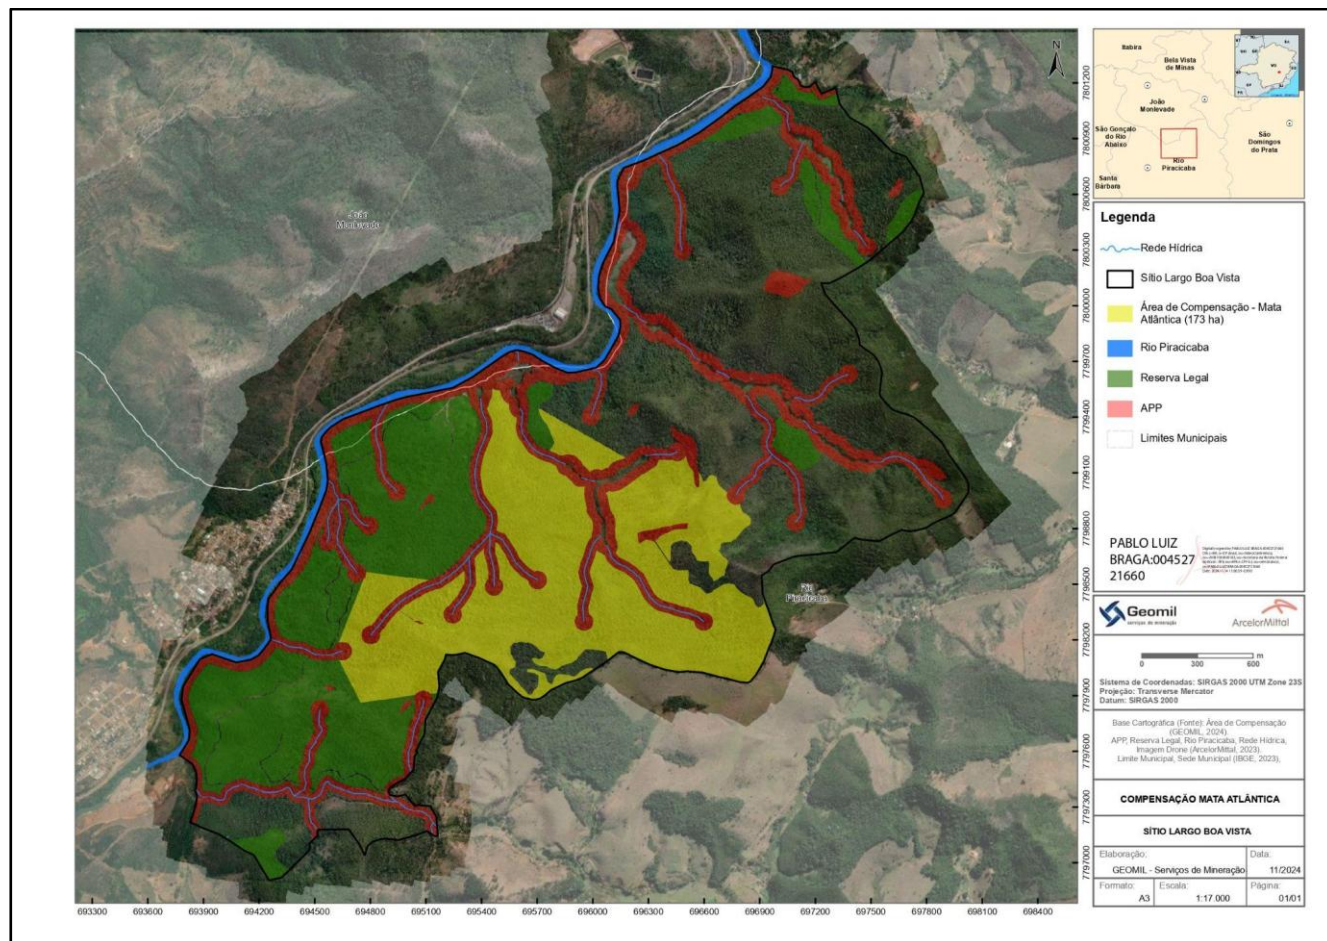 N
João
Monlevade
Rio
Piracicaba
7801200
7800900
7800600
7800300
7800000
7799700
7799400
7799100
7798800
7798500
7798200
7797900
7797600
7797300
7797000
693300
693600
693900
694200
694500
694800
695100
695400
695700
696000
696300
696600
696900
697200
697500
697800
698100
698400
Itabira
Bela Vista
de Minas
João
Monlevade
São Gonçalo
do Rio
Abaixo
São
Domingos
do Prata
Rio
Piracicaba
Santa
Bárbara
Legenda
Rede Hídrica
Sítio Largo Boa Vista
Área de Compensação - Mata
Atlântica (173 ha)
Rio Piracicaba
Reserva Legal
APP
Limites Municipais
PABLO LUIZ
BRAGA:004527
21660
Geomil
serviços de mineração
ArcelorMittal
m
0 300 600
Sistema de Coordenadas: SIRGAS 2000 UTM Zone 23S
Projeção: Transverse Mercator
Datum: SIRGAS 2000
Base Cartográfica (Fonte): Área de Compensação
(GEOMIL, 2024).
APP, Reserva Legal, Rio Piracicaba, Rede Hídrica,
Imagem Drone (ArcelorMittal, 2023).
Limite Municipal, Sede Municipal (IBGE, 2023),
COMPENSAÇÃO MATA ATLÂNTICA
SÍTIO LARGO BOA VISTA
Elaboração:
GEOMIL - Serviços de Mineração
Data:
11/2024
Formato:
A3
Escala:
1:17.000
Página:
01/01